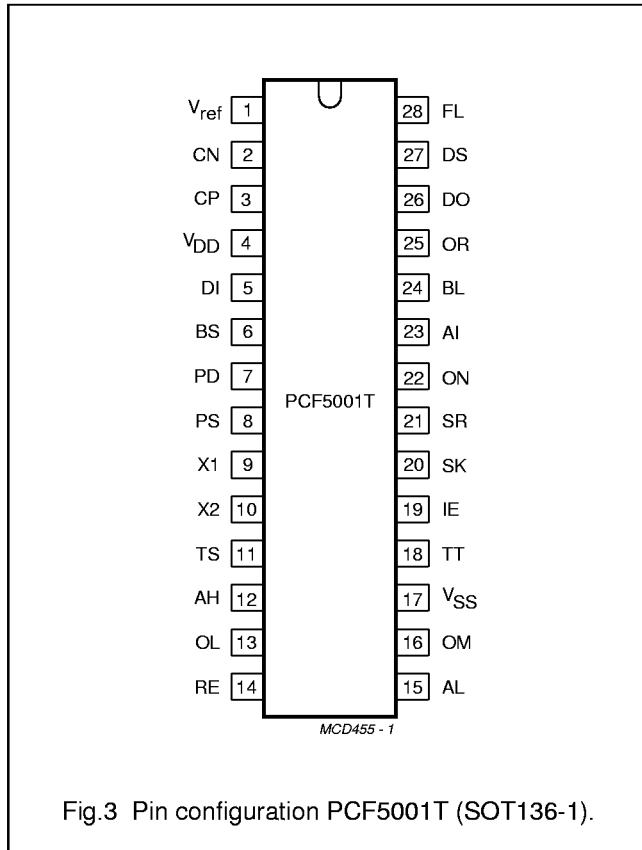 Vref 1 28 FL
CN 2 27 DS
CP 3 26 DO
VDD 4 25 OR
DI 5 24 BL
BS 6 23 AI
PD 7 22 ON
PCF5001T
PS 8 21 SR
X1 9 20 SK
X2 10 19 IE
TS 11 18 TT
AH 12 17 VSS
OL 13 16 OM
RE 14 15 AL
MCD455 - 1
Fig.3 Pin configuration PCF5001T (SOT136-1).